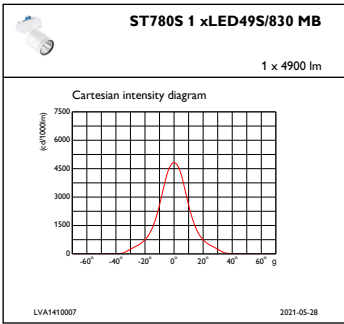 ST780S 1 xLED49S/830 MB
1 x 4900 lm
Cartesian intensity diagram
(cd/1000lm)
7500
6000
4500
3000
1500
0
-60° -40° -20° 0° 20° 40° 60° g
LVA1410007 2021-05-28